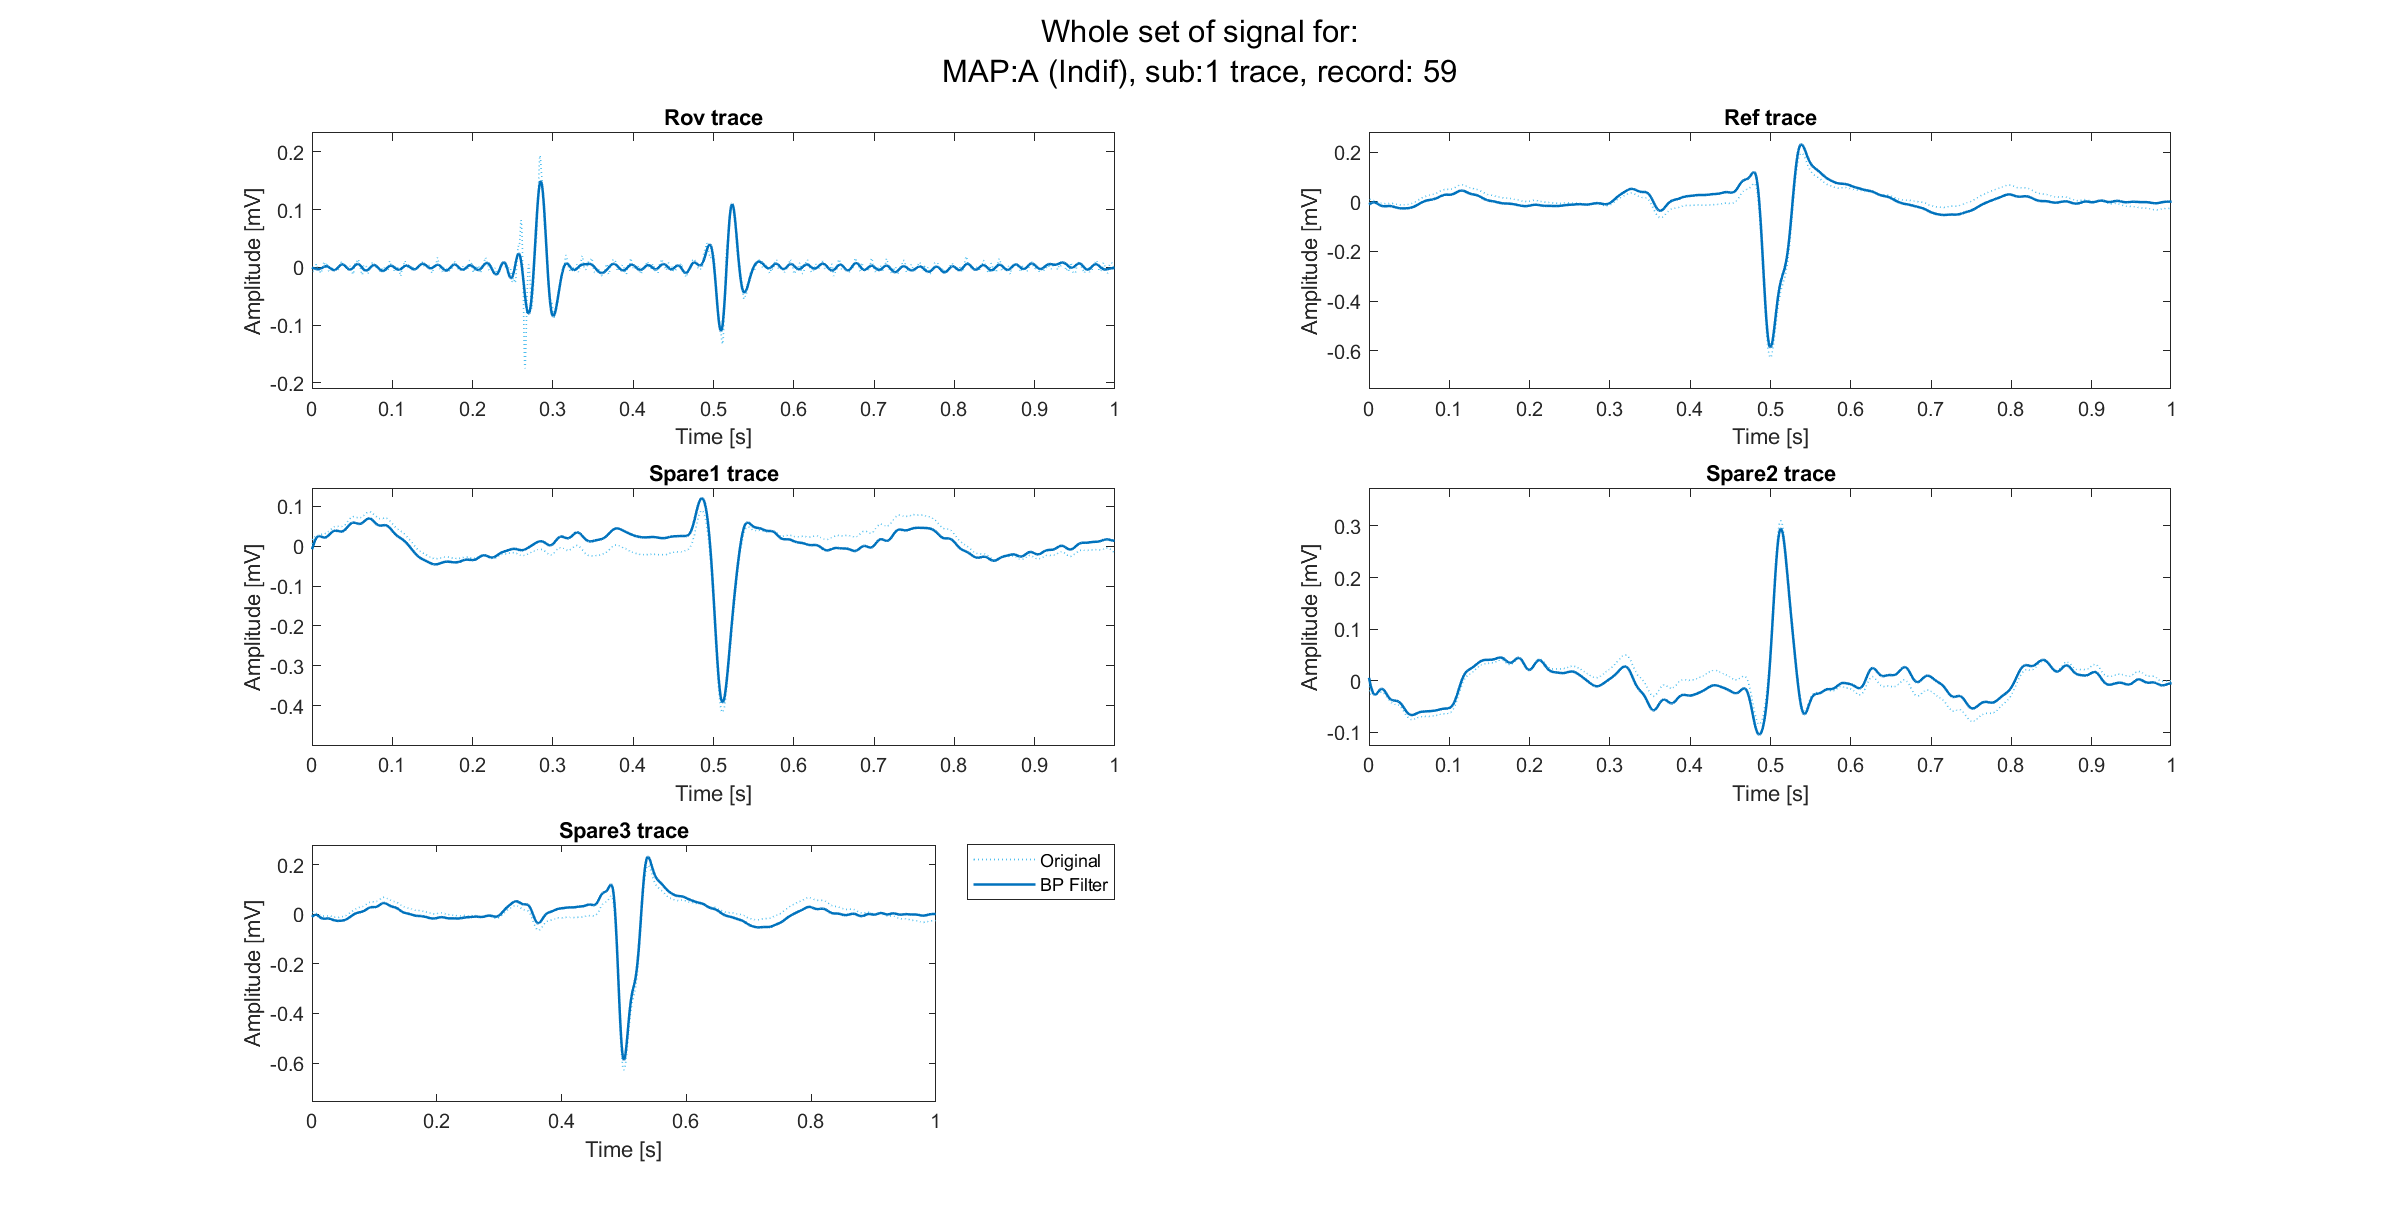 Whole set of signal for:
MAP:A (Indif), sub:1 trace, record: 59
Rov trace
0.2
0.1
0
-0.1
-0.2
Amplitude [mV]
0 0.1 0.2 0.3 0.4 0.5 0.6 0.7 0.8 0.9 1
Time [s]
Ref trace
0.2
0
-0.2
-0.4
-0.6
Amplitude [mV]
0 0.1 0.2 0.3 0.4 0.5 0.6 0.7 0.8 0.9 1
Time [s]
Spare1 trace
0.1
0
-0.1
-0.2
-0.3
-0.4
Amplitude [mV]
0 0.1 0.2 0.3 0.4 0.5 0.6 0.7 0.8 0.9 1
Time [s]
Spare2 trace
0.3
0.2
0.1
0
-0.1
Amplitude [mV]
0 0.1 0.2 0.3 0.4 0.5 0.6 0.7 0.8 0.9 1
Time [s]
Spare3 trace
0.2
0
-0.2
-0.4
-0.6
Amplitude [mV]
0 0.2 0.4 0.6 0.8 1
Time [s]
Original
BP Filter